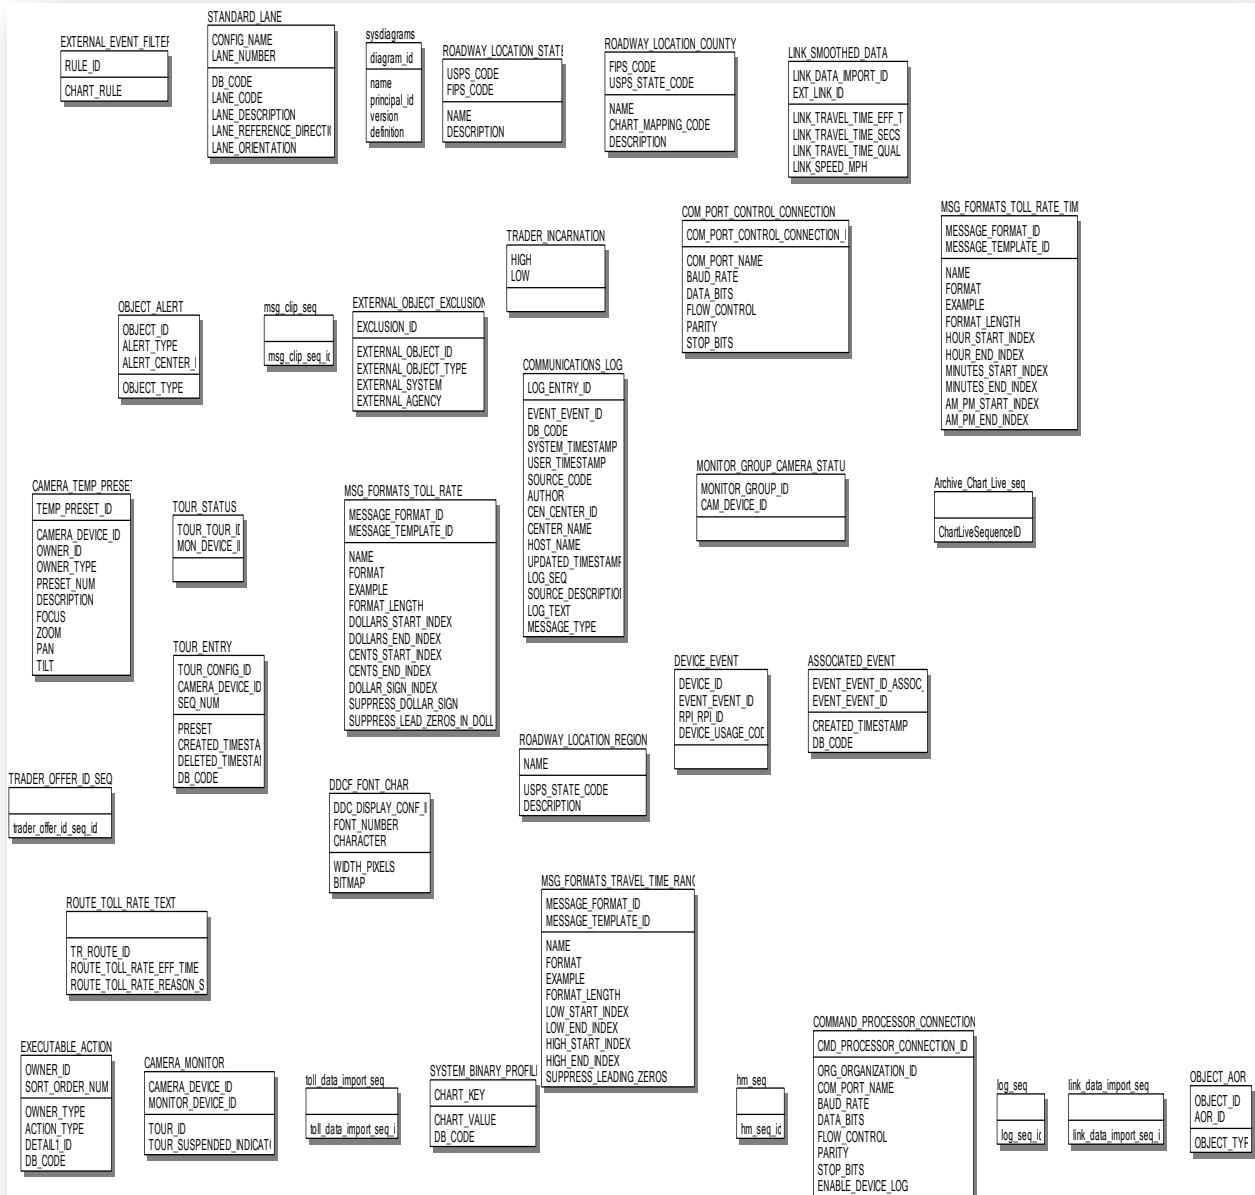 EXTERNAL_EVENT_FILTER
RULE_ID
CHART_RULE
STANDARD_LANE
CONFIG_NAME
LANE_NUMBER
DB_CODE
LANE_CODE
LANE_DESCRIPTION
LANE_REFERENCE_DIRECTI
LANE_ORIENTATION
sysdiagrams
diagram_id
name
principal_id
version
definition
ROADWAY_LOCATION_STATE
USPS_CODE
FIPS_CODE
NAME
DESCRIPTION
ROADWAY_LOCATION_COUNTY
FIPS_CODE
USPS_STATE_CODE
NAME
CHART_MAPPING_CODE
DESCRIPTION
LINK_SMOOTHED_DATA
LINK_DATA_IMPORT_ID
EXT_LINK_ID
LINK_TRAVEL_TIME_EFF_T
LINK_TRAVEL_TIME_SECS
LINK_TRAVEL_TIME_QUAL
LINK_SPEED_MPH
OBJECT_ALERT
OBJECT_ID
ALERT_TYPE
ALERT_CENTER_I
OBJECT_TYPE
msg_clip_seq
msg_clip_seq_ic
EXTERNAL_OBJECT_EXCLUSION
EXCLUSION_ID
EXTERNAL_OBJECT_ID
EXTERNAL_OBJECT_TYPE
EXTERNAL_SYSTEM
EXTERNAL_AGENCY
TRADER_INCARNATION
HIGH
LOW
COM_PORT_CONTROL_CONNECTION
COM_PORT_CONTROL_CONNECTION_I
COM_PORT_NAME
BAUD_RATE
DATA_BITS
FLOW_CONTROL
PARITY
STOP_BITS
MSG_FORMATS_TOLL_RATE_TIM
MESSAGE_FORMAT_ID
MESSAGE_TEMPLATE_ID
NAME
FORMAT
EXAMPLE
FORMAT_LENGTH
HOUR_START_INDEX
HOUR_END_INDEX
MINUTES_START_INDEX
MINUTES_END_INDEX
AM_PM_START_INDEX
AM_PM_END_INDEX
COMMUNICATIONS_LOG
LOG_ENTRY_ID
EVENT_EVENT_ID
DB_CODE
SYSTEM_TIMESTAMP
USER_TIMESTAMP
SOURCE_CODE
AUTHOR
CEN_CENTER_ID
CENTER_NAME
HOST_NAME
UPDATED_TIMESTAMP
LOG_SEQ
SOURCE_DESCRIPTION
LOG_TEXT
MESSAGE_TYPE
CAMERA_TEMP_PRESET
TEMP_PRESET_ID
CAMERA_DEVICE_ID
OWNER_ID
OWNER_TYPE
PRESET_NUM
DESCRIPTION
FOCUS
ZOOM
PAN
TILT
TOUR_STATUS
TOUR_TOUR_ID
MON_DEVICE_I
MSG_FORMATS_TOLL_RATE
MESSAGE_FORMAT_ID
MESSAGE_TEMPLATE_ID
NAME
FORMAT
EXAMPLE
FORMAT_LENGTH
DOLLARS_START_INDEX
DOLLARS_END_INDEX
CENTS_START_INDEX
CENTS_END_INDEX
DOLLAR_SIGN_INDEX
SUPPRESS_DOLLAR_SIGN
SUPPRESS_LEAD_ZEROS_IN_DOLL
MONITOR_GROUP_CAMERA_STATU
MONITOR_GROUP_ID
CAM_DEVICE_ID
Archive_Chart_Live_seq
ChartLiveSequenceID
TOUR_ENTRY
TOUR_CONFIG_ID
CAMERA_DEVICE_ID
SEQ_NUM
PRESET
CREATED_TIMESTA
DELETED_TIMESTAI
DB_CODE
DEVICE_EVENT
DEVICE_ID
EVENT_EVENT_ID
RPI_RPI_ID
DEVICE_USAGE_COD
ASSOCIATED_EVENT
EVENT_EVENT_ID_ASSOC_
EVENT_EVENT_ID
CREATED_TIMESTAMP
DB_CODE
TRADER_OFFER_ID_SEQ
trader_offer_id_seq_id
DDCF_FONT_CHAR
DDC_DISPLAY_CONF_I
FONT_NUMBER
CHARACTER
WIDTH_PIXELS
BITMAP
ROADWAY_LOCATION_REGION
NAME
USPS_STATE_CODE
DESCRIPTION
ROUTE_TOLL_RATE_TEXT
TR_ROUTE_ID
ROUTE_TOLL_RATE_EFF_TIME
ROUTE_TOLL_RATE_REASON_S
MSG_FORMATS_TRAVEL_TIME_RANG
MESSAGE_FORMAT_ID
MESSAGE_TEMPLATE_ID
NAME
FORMAT
EXAMPLE
FORMAT_LENGTH
LOW_START_INDEX
LOW_END_INDEX
HIGH_START_INDEX
HIGH_END_INDEX
SUPPRESS_LEADING_ZEROS
EXECUTABLE_ACTION
OWNER_ID
SORT_ORDER_NUM
OWNER_TYPE
ACTION_TYPE
DETAIL1_ID
DB_CODE
CAMERA_MONITOR
CAMERA_DEVICE_ID
MONITOR_DEVICE_ID
TOUR_ID
TOUR_SUSPENDED_INDICAT
toll_data_import_seq
toll_data_import_seq_i
SYSTEM_BINARY_PROFILI
CHART_KEY
CHART_VALUE
DB_CODE
hm_seq
hm_seq_id
COMMAND_PROCESSOR_CONNECTION
CMD_PROCESSOR_CONNECTION_ID
ORG_ORGANIZATION_ID
COM_PORT_NAME
BAUD_RATE
DATA_BITS
FLOW_CONTROL
PARITY
STOP_BITS
ENABLE_DEVICE_LOG
log_seq
log_seq_ic
link_data_import_seq
link_data_import_seq_i
OBJECT_AOR
OBJECT_ID
AOR_ID
OBJECT_TYP